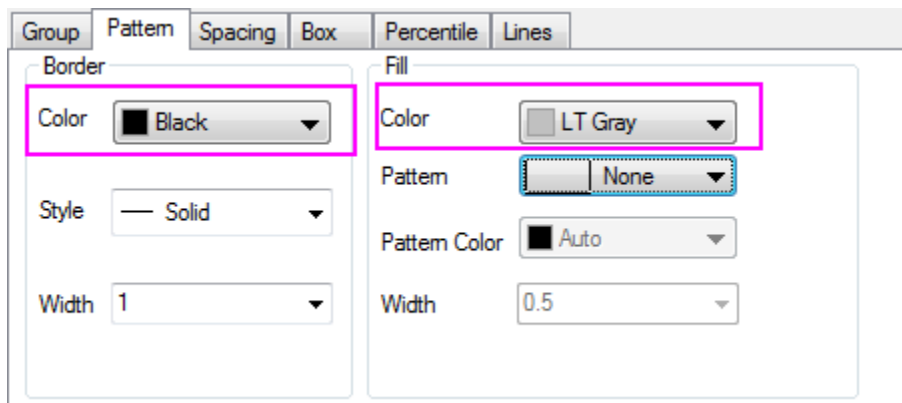 Group Pattern Spacing Box Percentile Lines
Border
Color Black
Style Solid
Width 1
Fill
Color LT Gray
Pattern None
Pattern Color Auto
Width 0.5